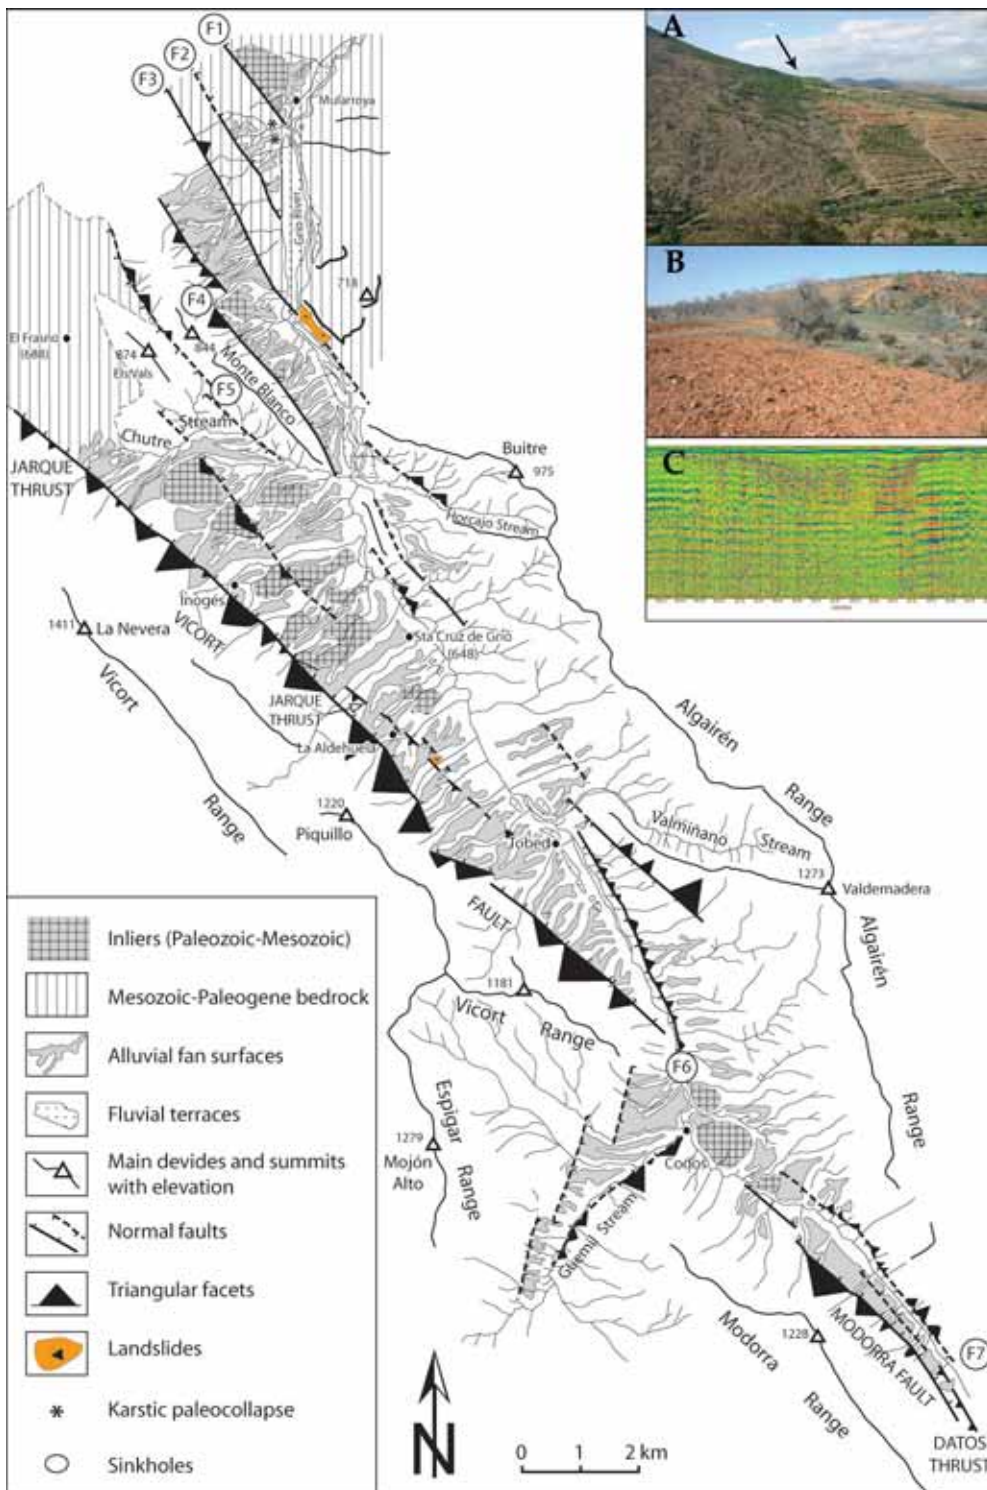 F1
F2
F3
Mularroya
Grío River
718
F4
El Frasno
(688)
874
Els Vals
844
Monte Blanco
F5
Stream
Chutre
JARQUE
THRUST
Buitre
975
Horcajo Stream
Inogés
1411
La Nevera
VICORT
Sta Cruz de Grío
(648)
Vicort
Range
JARQUE
THRUST
La Aldehuela
Algairén
Range
1220
Piquillo
Tobed
Valmiñano
Stream
1273
Valdemadera
FAULT
Algairén
Range
1181
Vicort
Range
F6
Espigar
Range
1279
Mojón
Alto
Codos
Güemil Stream
Modorra
Range
1228
MODORRA FAULT
F7
DATOS
THRUST
A
B
C
Inliers (Paleozoic-Mesozoic)
Mesozoic-Paleogene bedrock
Alluvial fan surfaces
Fluvial terraces
Main devides and summits
with elevation
Normal faults
Triangular facets
Landslides
Karstic paleocollapse
Sinkholes
N
0 1 2 km